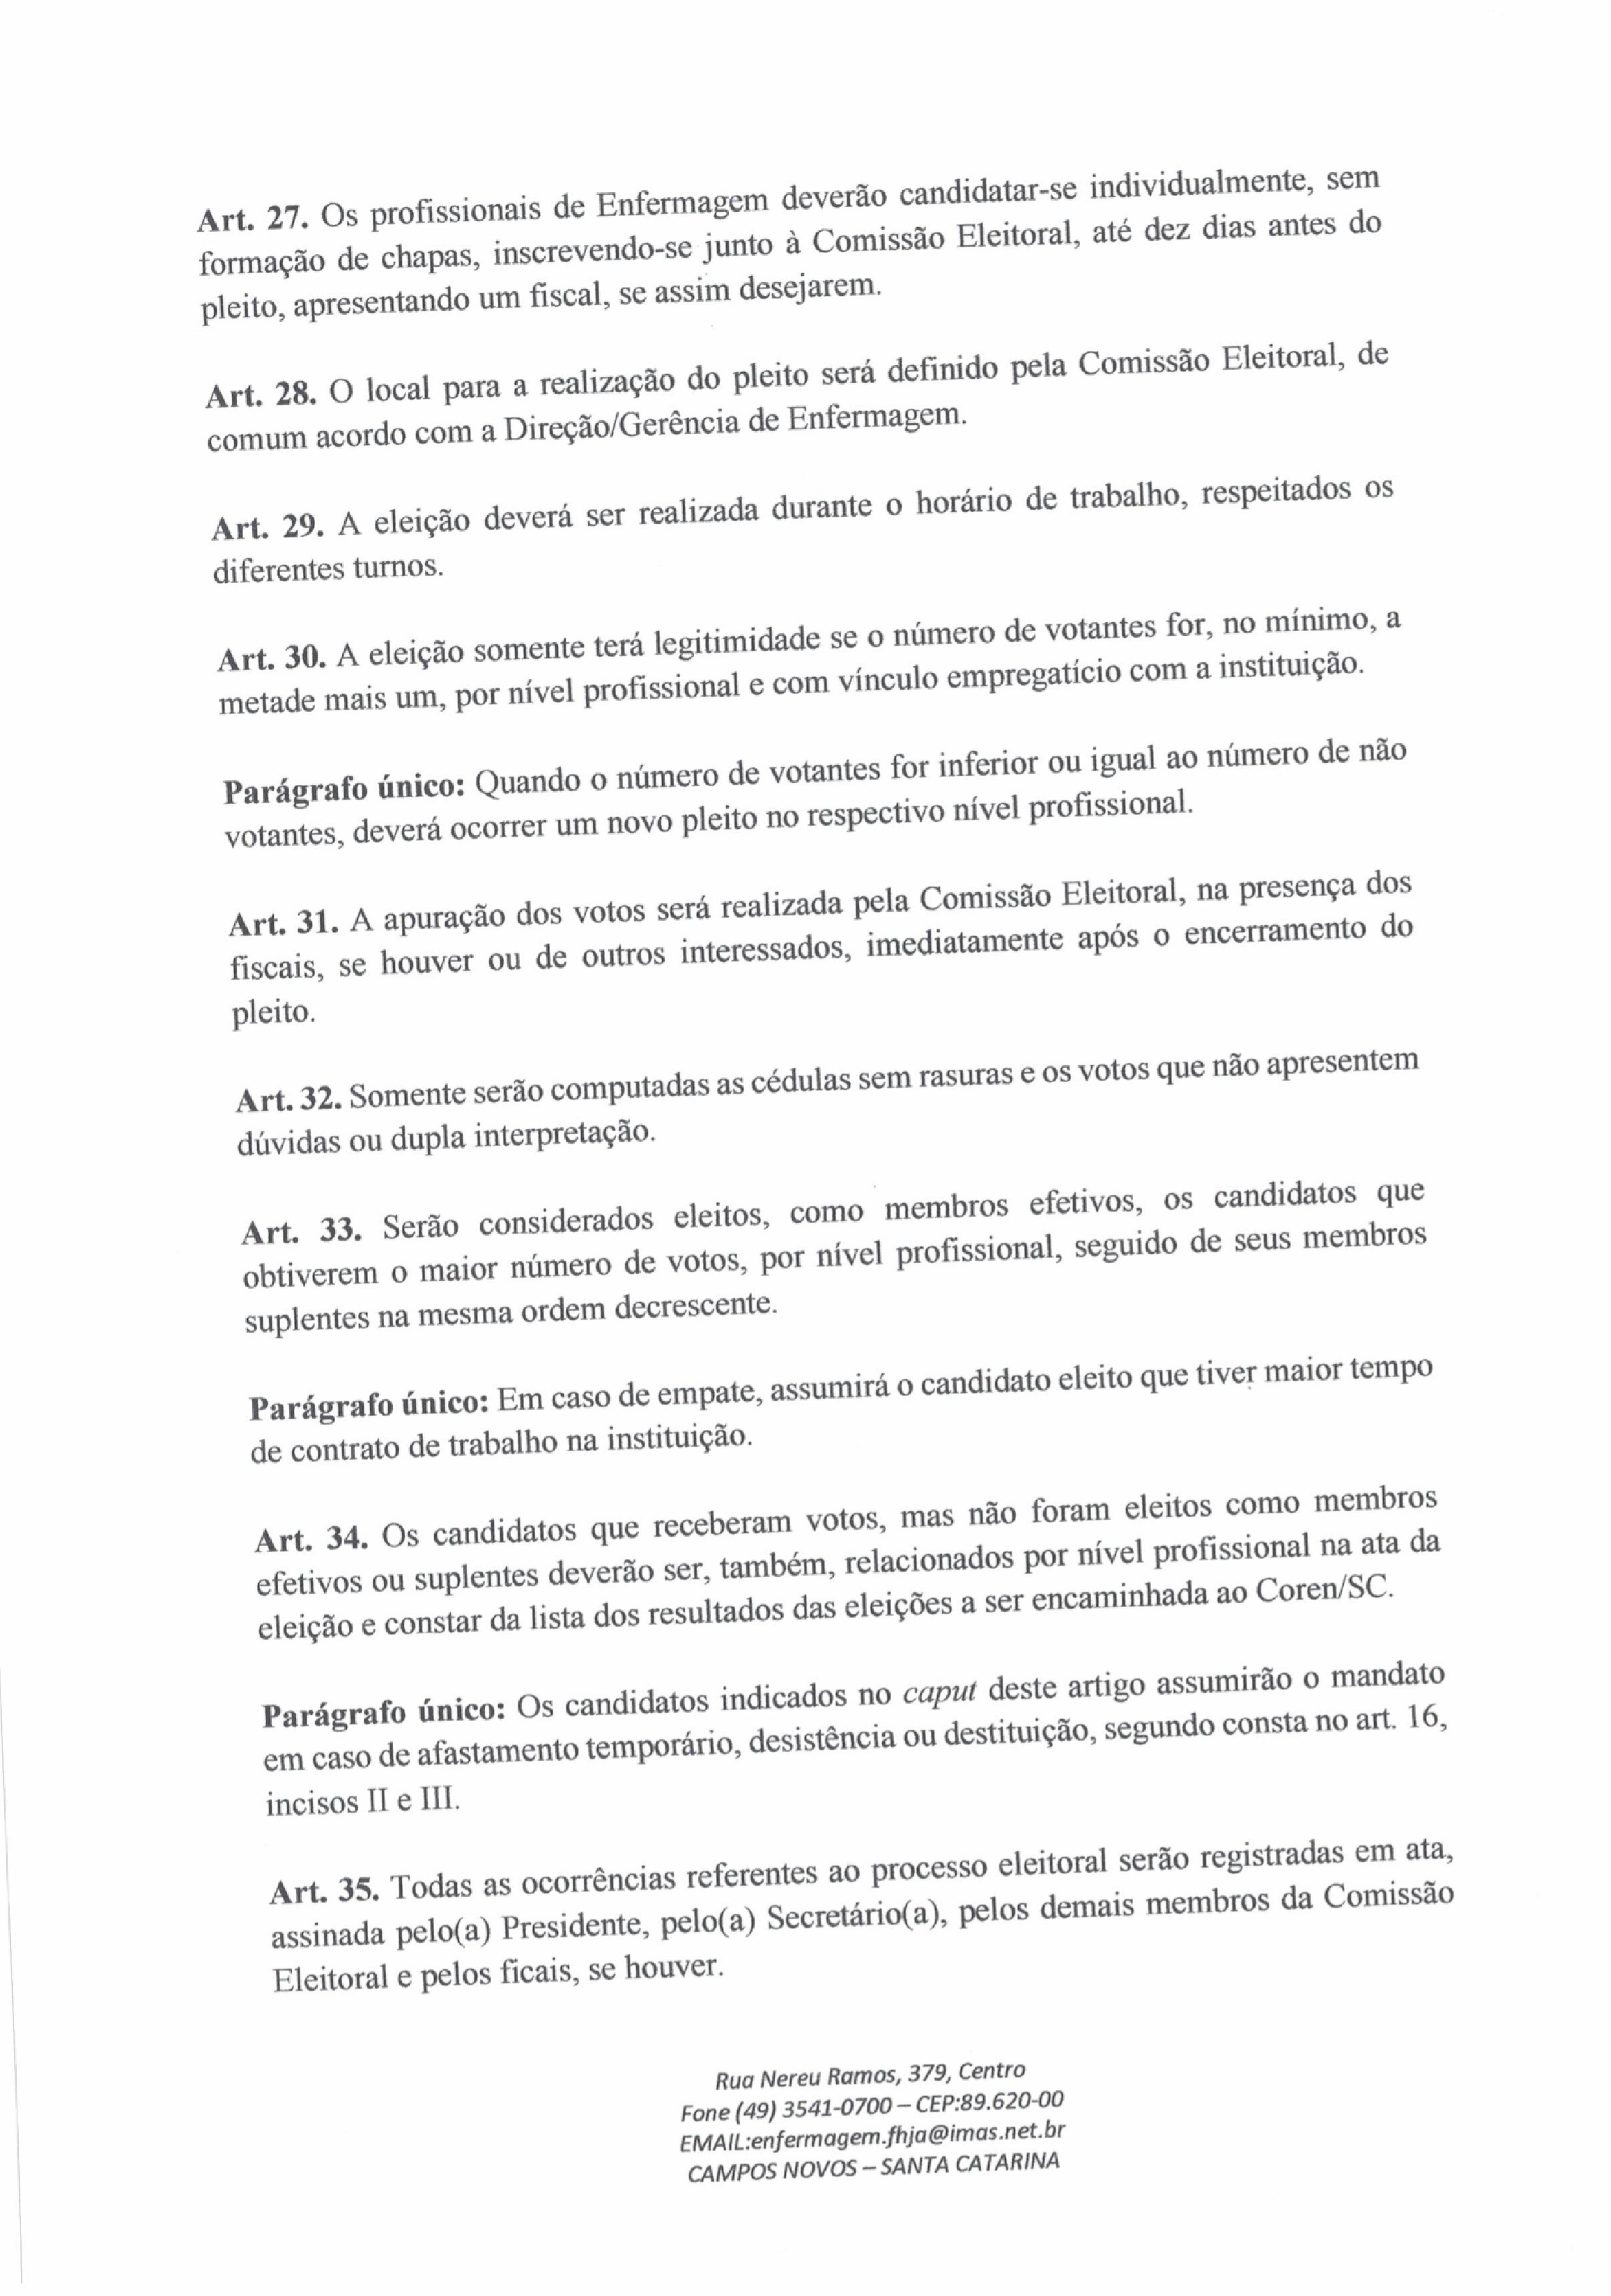 Art. 27. Os profissionais de Enfermagem deverão candidatar-se individualmente, sem
formação de chapas, inscrevendo-se junto à Comissão Eleitoral, até dez dias antes do
pleito, apresentando um fiscal, se assim desejarem.
Art. 28. O local para a realização do pleito será definido pela Comissão Eleitoral, de
comum acordo com a Direção/Gerência de Enfermagem.
Art. 29. A eleição deverá ser realizada durante o horário de trabalho, respeitados os
diferentes turnos.
Art. 30. A eleição somente terá legitimidade se o número de votantes for, no mínimo, a
metade mais um, por nível profissional e com vínculo empregatício com a instituição.
Parágrafo único: Quando o número de votantes for inferior ou igual ao número de não
votantes, deverá ocorrer um novo pleito no respectivo nível profissional.
Art. 31. A apuração dos votos será realizada pela Comissão Eleitoral, na presença dos
fiscais, se houver ou de outros interessados, imediatamente após o encerramento do
pleito.
Art. 32. Somente serão computadas as cédulas sem rasuras e os votos que não apresentem
dúvidas ou dupla interpretação.
Art. 33. Serão considerados eleitos, como membros efetivos, os candidatos que
obtiverem o maior número de votos, por nível profissional, seguido de seus membros
suplentes na mesma ordem decrescente.
Parágrafo único: Em caso de empate, assumirá o candidato eleito que tiver maior tempo
de contrato de trabalho na instituição.
Art. 34. Os candidatos que receberam votos, mas não foram eleitos como membros
efetivos ou suplentes deverão ser, também, relacionados por nível profissional na ata da
eleição e constar da lista dos resultados das eleições a ser encaminhada ao Coren/SC.
Parágrafo único: Os candidatos indicados no caput deste artigo assumirão o mandato
em caso de afastamento temporário, desistência ou destituição, segundo consta no art. 16,
incisos II e III.
Art. 35. Todas as ocorrências referentes ao processo eleitoral serão registradas em ata,
assinada pelo(a) Presidente, pelo(a) Secretário(a), pelos demais membros da Comissão
Eleitoral e pelos ficais, se houver.
Rua Nereu Ramos, 379, Centro
Fone (49) 3541-0700 – CEP:89.620-00
EMAIL:enfermagem.fhja@imas.net.br
CAMPOS NOVOS – SANTA CATARINA